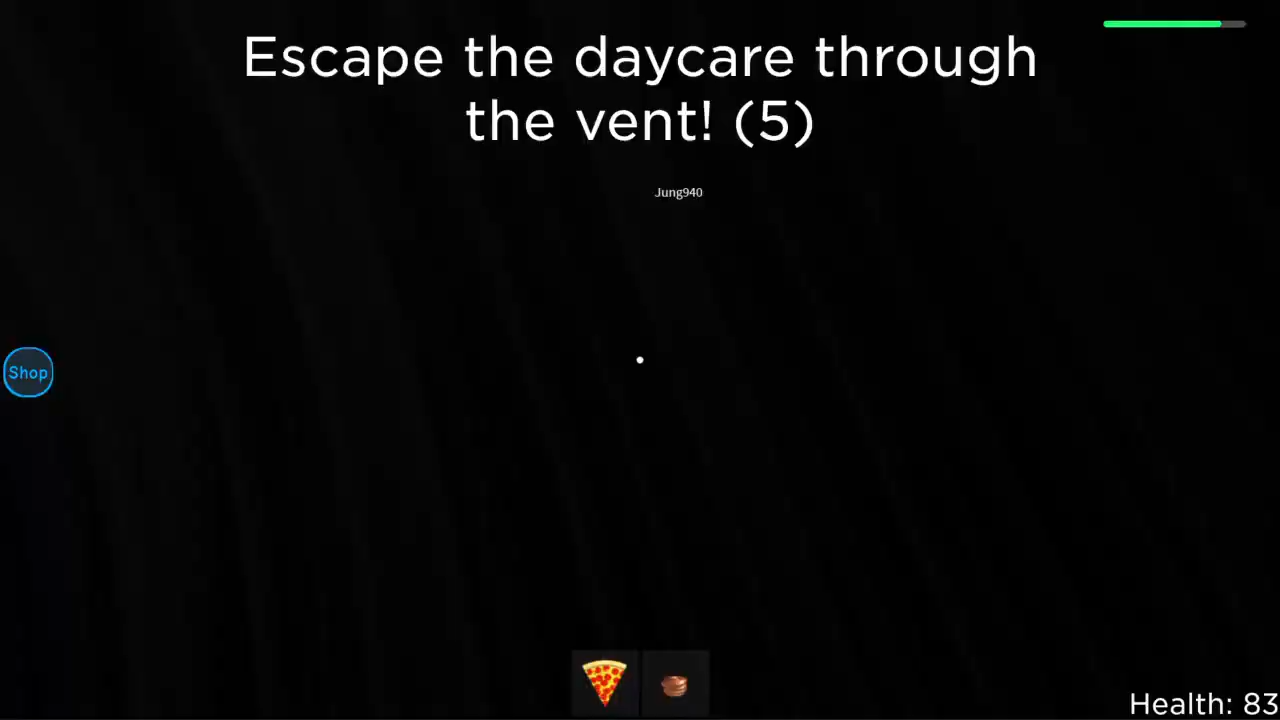 Escape the daycare through
the vent! (5)
Jung940
Shop
Health: 83